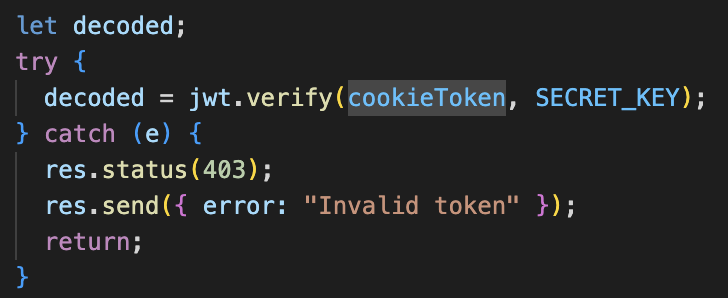 let decoded;
try {
  decoded = jwt.verify(cookieToken, SECRET_KEY);
} catch (e) {
  res.status(403);
  res.send({ error: "Invalid token" });
  return;
}